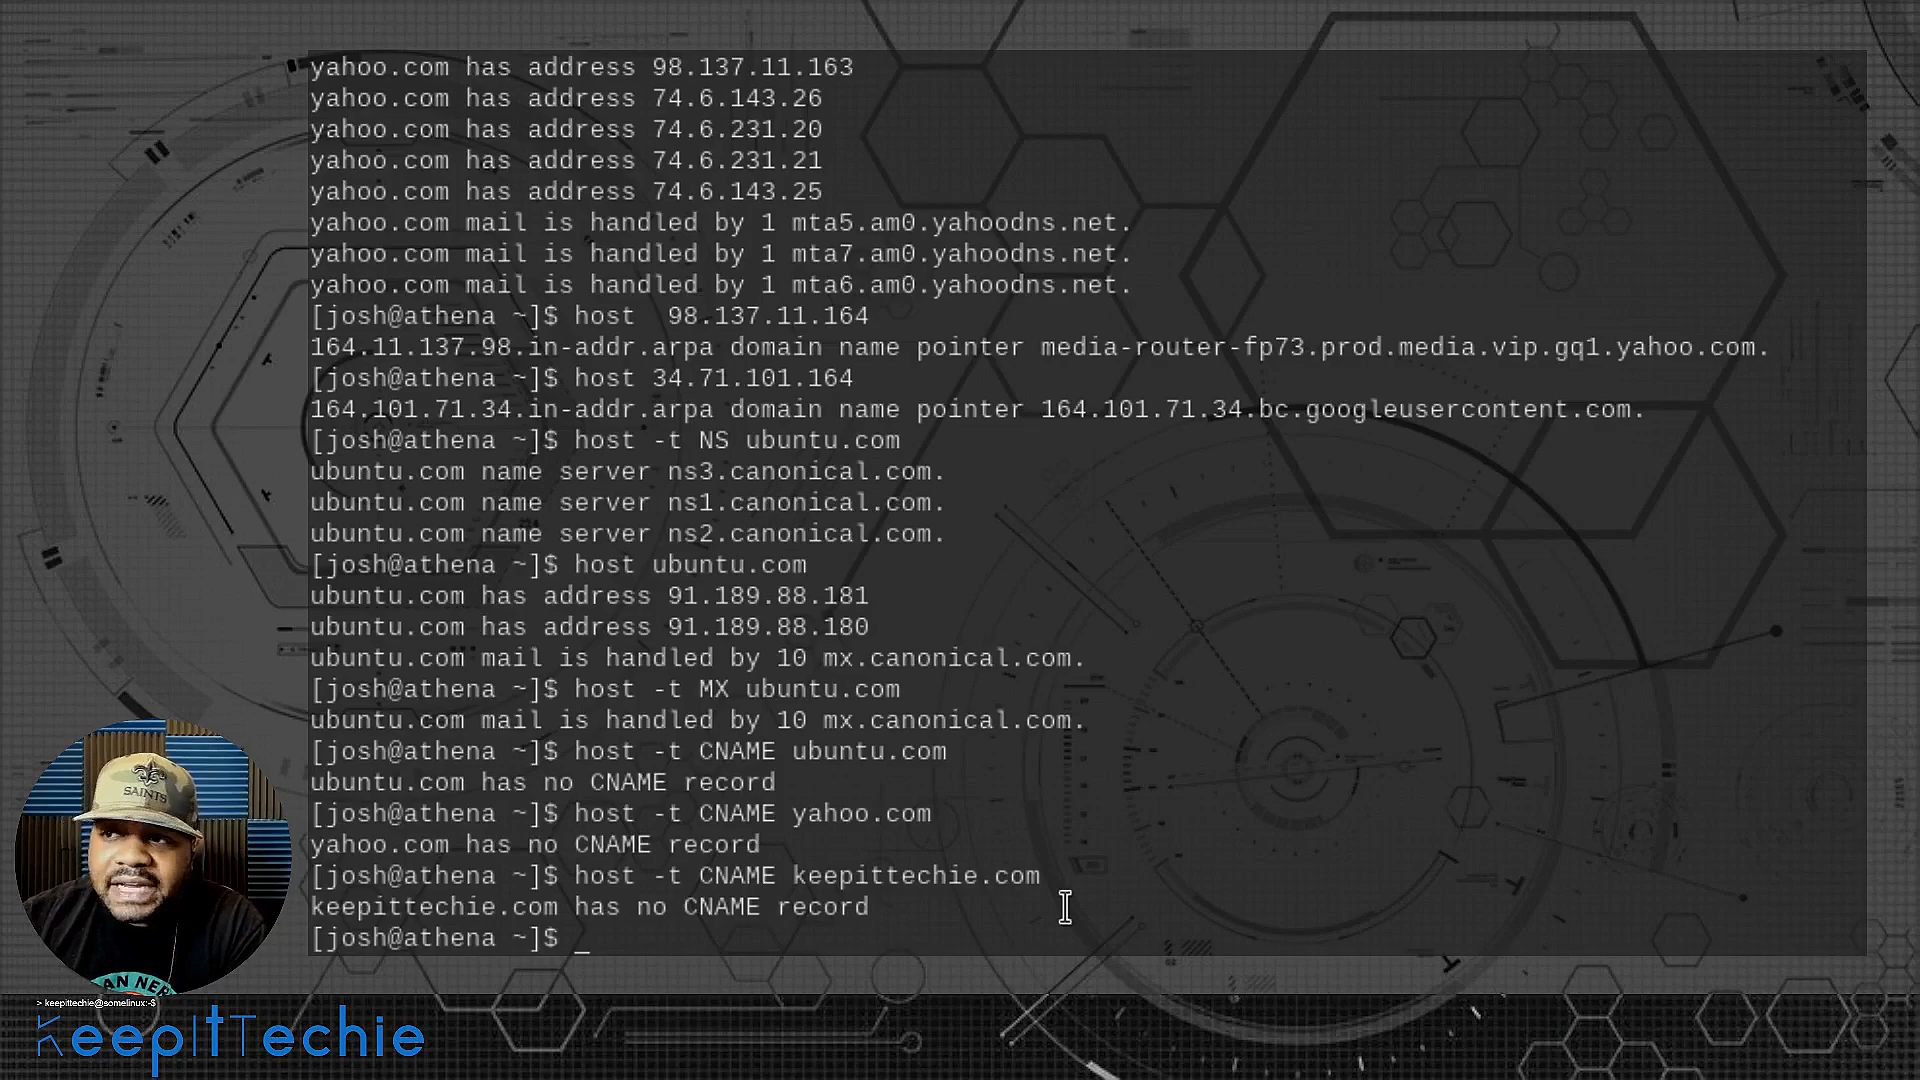 yahoo.com has address 98.137.11.163
yahoo.com has address 74.6.143.26
yahoo.com has address 74.6.231.20
yahoo.com has address 74.6.231.21
yahoo.com has address 74.6.143.25
yahoo.com mail is handled by 1 mta5.am0.yahoodns.net.
yahoo.com mail is handled by 1 mta7.am0.yahoodns.net.
yahoo.com mail is handled by 1 mta6.am0.yahoodns.net.
[josh@athena ~]$ host  98.137.11.164
164.11.137.98.in-addr.arpa domain name pointer media-router-fp73.prod.media.vip.gq1.yahoo.com.
[josh@athena ~]$ host 34.71.101.164
164.101.71.34.in-addr.arpa domain name pointer 164.101.71.34.bc.googleusercontent.com.
[josh@athena ~]$ host -t NS ubuntu.com
ubuntu.com name server ns3.canonical.com.
ubuntu.com name server ns1.canonical.com.
ubuntu.com name server ns2.canonical.com.
[josh@athena ~]$ host ubuntu.com
ubuntu.com has address 91.189.88.181
ubuntu.com has address 91.189.88.180
ubuntu.com mail is handled by 10 mx.canonical.com.
[josh@athena ~]$ host -t MX ubuntu.com
ubuntu.com mail is handled by 10 mx.canonical.com.
[josh@athena ~]$ host -t CNAME ubuntu.com
ubuntu.com has no CNAME record
[josh@athena ~]$ host -t CNAME yahoo.com
yahoo.com has no CNAME record
[josh@athena ~]$ host -t CNAME keepittechie.com
keepittechie.com has no CNAME record
[josh@athena ~]$ _
SAINTS
AN NER
> keepittechie@somelinux:-$
KeepItTechie